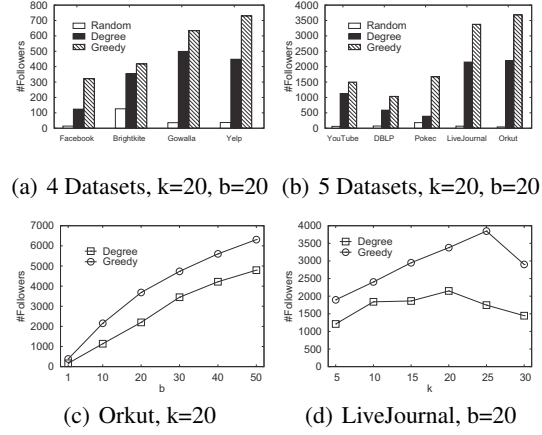 800
700
600
500
400
300
200
100
0
#Followers
Random
Degree
Greedy
Facebook Brightkite Gowalla Yelp
4000
3000
2000
1000
0
#Followers
Random
Degree
Greedy
YouTube DBLP Pokec LiveJournal Orkut
(a) 4 Datasets, k=20, b=20
(b) 5 Datasets, k=20, b=20
7000
6000
5000
4000
3000
2000
1000
0
#Followers
Degree
Greedy
1 10 20 30 40 50
b
4000
3500
3000
2500
2000
1500
1000
500
0
#Followers
Degree
Greedy
5 10 15 20 25 30
k
(c) Orkut, k=20
(d) LiveJournal, b=20